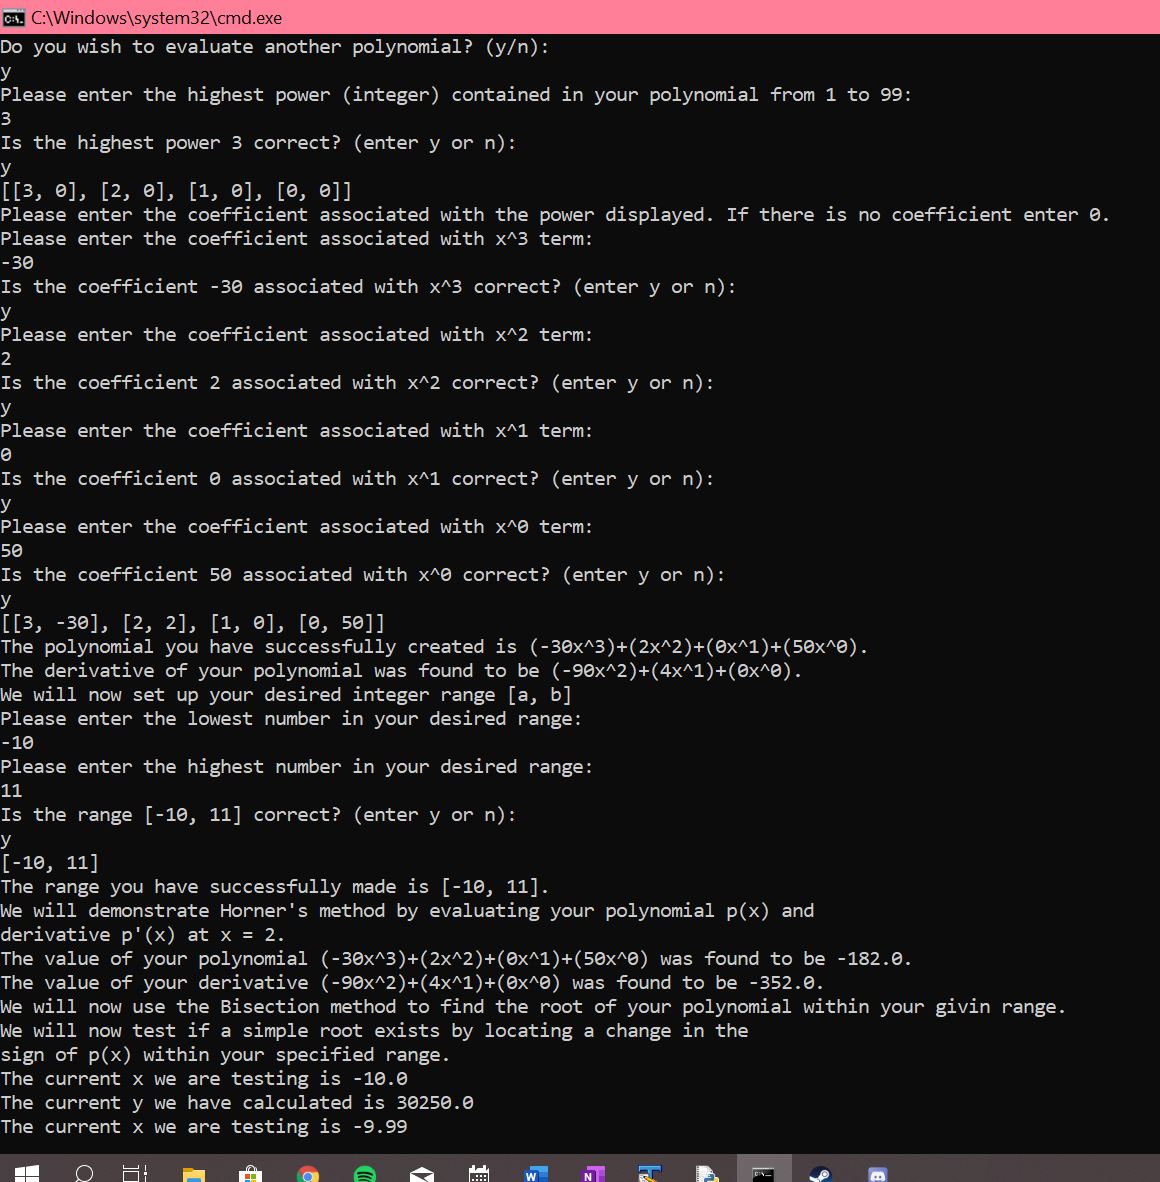 C:\Windows\system32\cmd.exe
Do you wish to evaluate another polynomial? (y/n):
y
Please enter the highest power (integer) contained in your polynomial from 1 to 99:
3
Is the highest power 3 correct? (enter y or n):
y
[[3, 0], [2, 0], [1, 0], [0, 0]]
Please enter the coefficient associated with the power displayed. If there is no coefficient enter 0.
Please enter the coefficient associated with x^3 term:
-30
Is the coefficient -30 associated with x^3 correct? (enter y or n):
y
Please enter the coefficient associated with x^2 term:
2
Is the coefficient 2 associated with x^2 correct? (enter y or n):
y
Please enter the coefficient associated with x^1 term:
0
Is the coefficient 0 associated with x^1 correct? (enter y or n):
y
Please enter the coefficient associated with x^0 term:
50
Is the coefficient 50 associated with x^0 correct? (enter y or n):
y
[[3, -30], [2, 2], [1, 0], [0, 50]]
The polynomial you have successfully created is (-30x^3)+(2x^2)+(0x^1)+(50x^0).
The derivative of your polynomial was found to be (-90x^2)+(4x^1)+(0x^0).
We will now set up your desired integer range [a, b]
Please enter the lowest number in your desired range:
-10
Please enter the highest number in your desired range:
11
Is the range [-10, 11] correct? (enter y or n):
y
[-10, 11]
The range you have successfully made is [-10, 11].
We will demonstrate Horner's method by evaluating your polynomial p(x) and
derivative p'(x) at x = 2.
The value of your polynomial (-30x^3)+(2x^2)+(0x^1)+(50x^0) was found to be -182.0.
The value of your derivative (-90x^2)+(4x^1)+(0x^0) was found to be -352.0.
We will now use the Bisection method to find the root of your polynomial within your givin range.
We will now test if a simple root exists by locating a change in the
sign of p(x) within your specified range.
The current x we are testing is -10.0
The current y we have calculated is 30250.0
The current x we are testing is -9.99